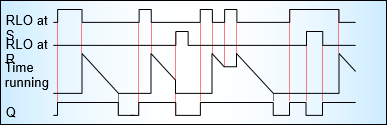 RLO at
S
RLO at
R
Time
running
Q